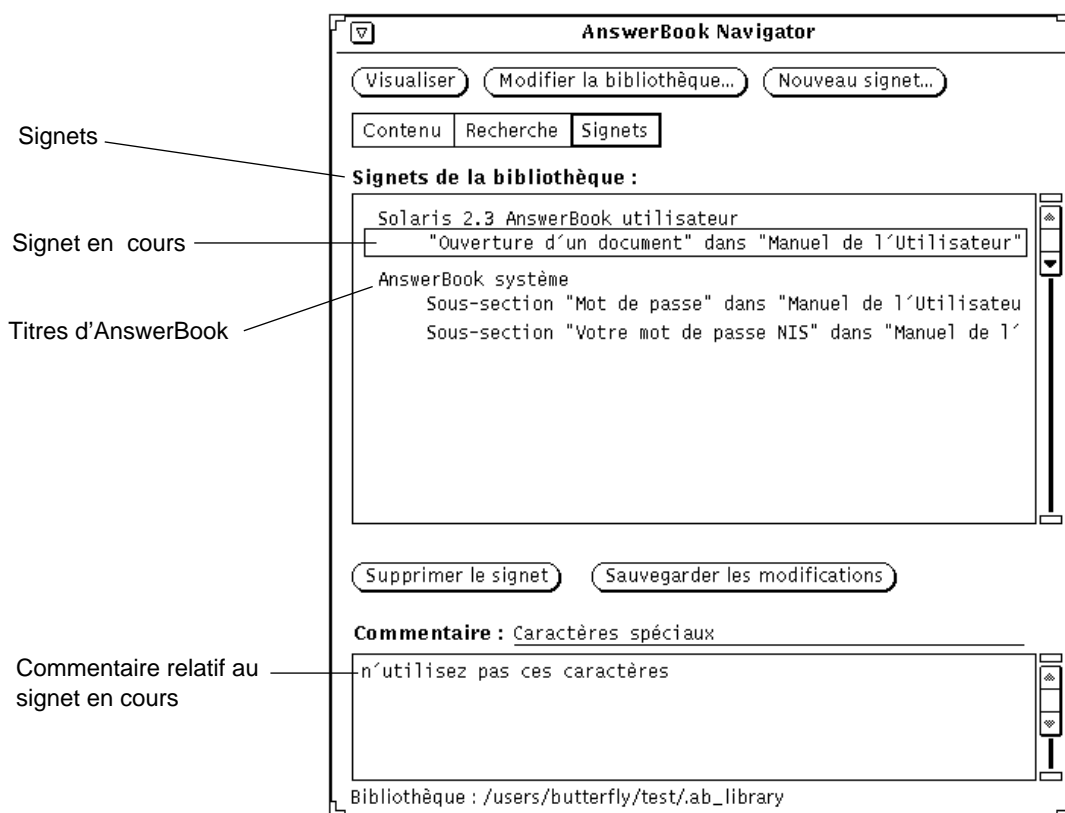 AnswerBook Navigator
Visualiser Modifier la bibliothèque... Nouveau signet...
Contenu Recherche Signets
Signets
Signets de la bibliothèque :
Solaris 2.3 AnswerBook utilisateur
Signet en cours
"Ouverture d´un document" dans "Manuel de l´Utilisateur"
AnswerBook système
Sous-section "Mot de passe" dans "Manuel de l´Utilisateu
Titres d’AnswerBook
Sous-section "Votre mot de passe NIS" dans "Manuel de l´
Supprimer le signet Sauvegarder les modifications
Commentaire : Caractères spéciaux
Commentaire relatif au
signet en cours
n´utilisez pas ces caractères
Bibliothèque : /users/butterfly/test/.ab_library